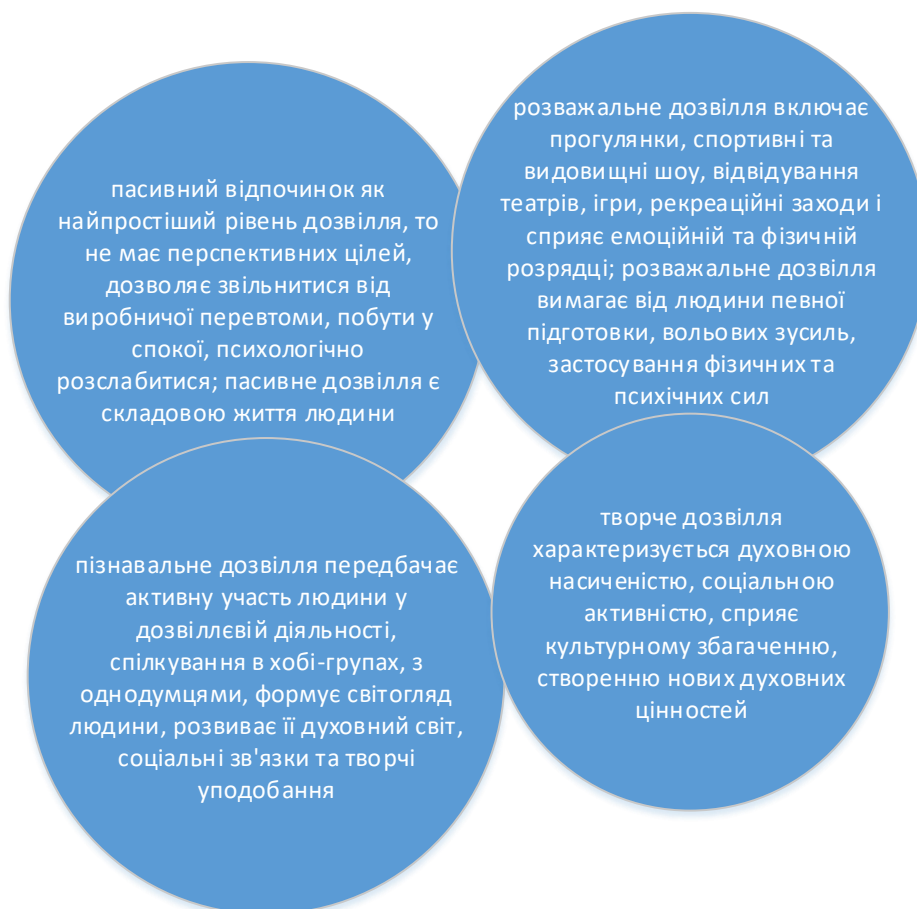 пасивний відпочинок як
найпростіший рівень дозвілля, то
не має перспективних цілей,
дозволяє звільнитися від
виробничої перевтоми, побути у
спокої, психологічно
розслабитися; пасивне дозвілля є
складовою життя людини
розважальне дозвілля включає
прогулянки, спортивні та
видовищні шоу, відвідування
театрів, ігри, рекреаційні заходи і
сприяє емоційній та фізичній
розрядці; розважальне дозвілля
вимагає від людини певної
підготовки, вольових зусиль,
застосування фізичних та
психічних сил
пізнавальне дозвілля передбачає
активну участь людини у
дозвіллєвій діяльності,
спілкування в хобі-групах, з
однодумцями, формує світогляд
людини, розвиває її духовний світ,
соціальні зв'язки та творчі
уподобання
творче дозвілля
характеризується духовною
насиченістю, соціальною
активністю, сприяє
культурному збагаченню,
створенню нових духовних
цінностей